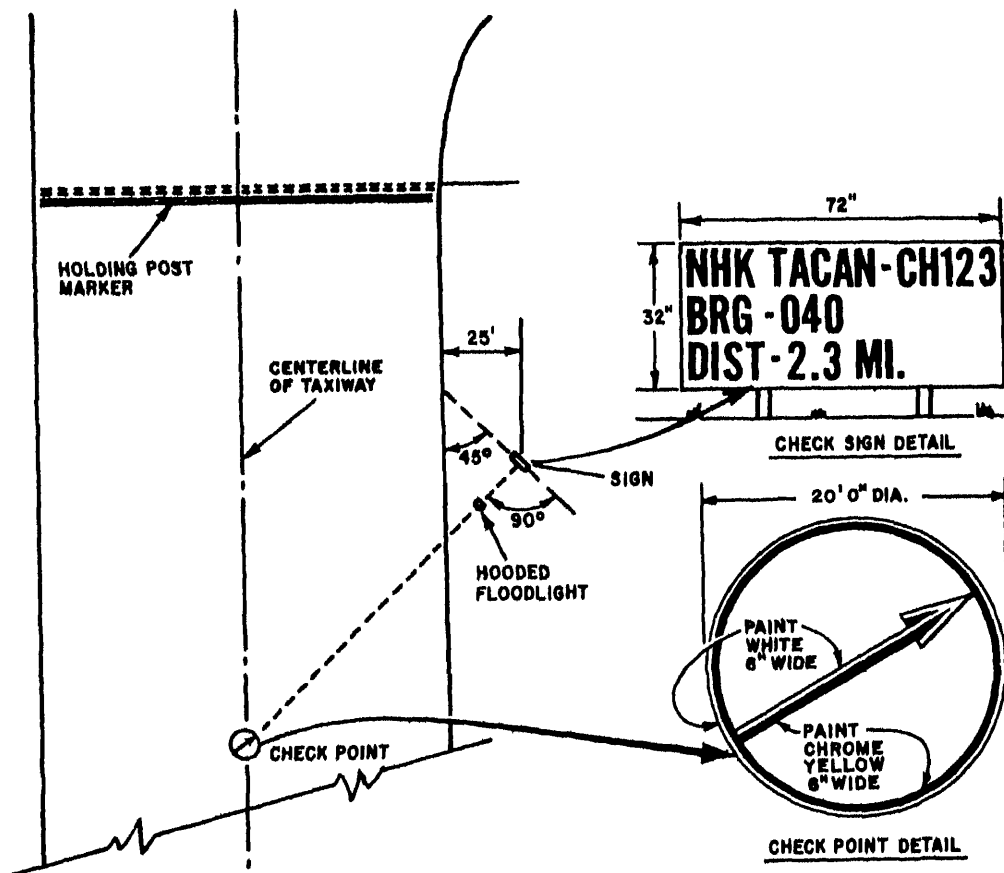 HOLDING POST
MARKER
CENTERLINE
OF TAXIWAY
25'
45°
90°
SIGN
HOODED
FLOODLIGHT
CHECK POINT
72"
32"
NHK TACAN-CH123
BRG-040
DIST-2.3 MI.
CHECK SIGN DETAIL
20'0" DIA.
PAINT
WHITE
6" WIDE
PAINT
CHROME
YELLOW
6" WIDE
CHECK POINT DETAIL